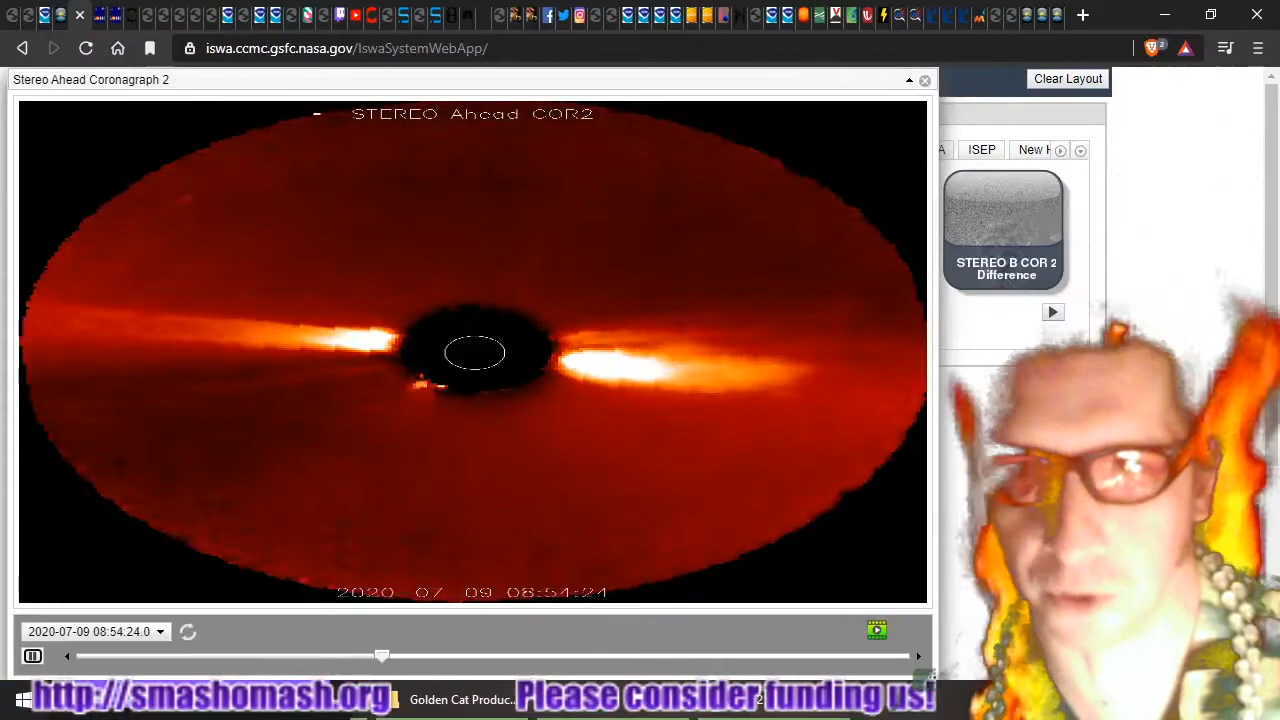 iswa.ccmc.gsfc.nasa.gov/IswaSystemWebApp/
2
Stereo Ahead Coronagraph 2
Clear Layout
STEREO Ahead COR2
A ISEP New
STEREO B COR 2
Difference
2020 07 09 08:54:24
2020-07-09 08:54:24.0
http://smashomash.org
Golden Cat Produc...
Please consider funding us!